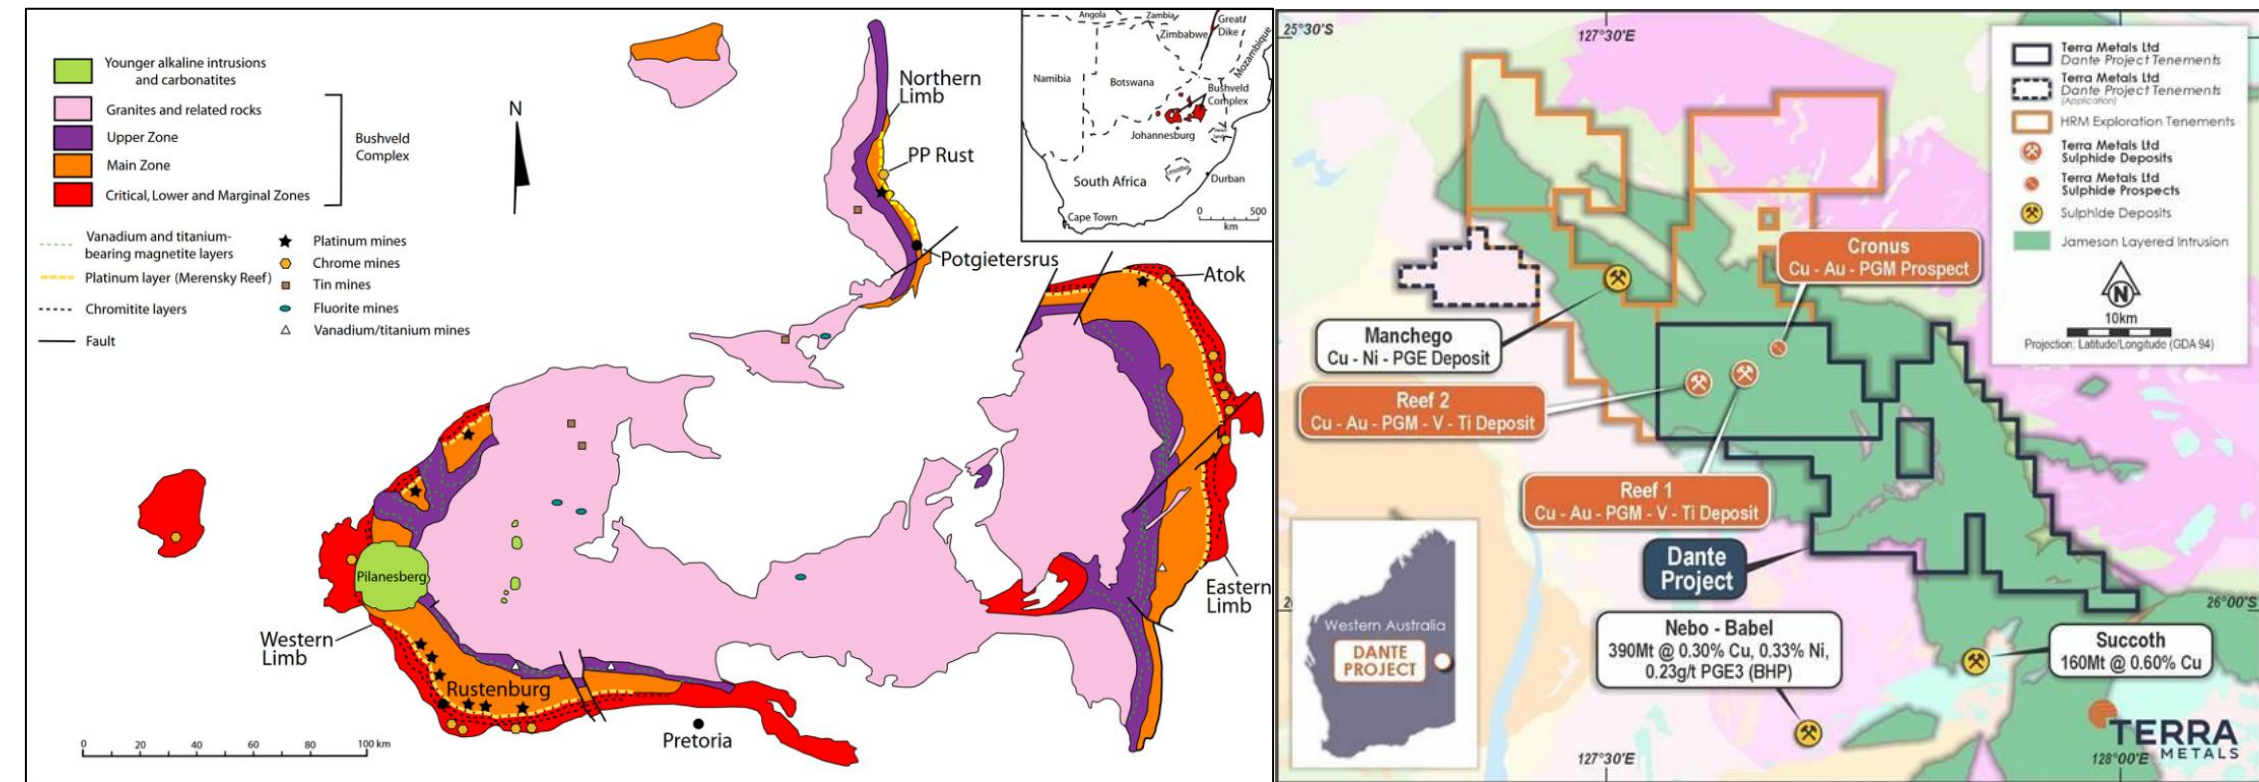 Younger alkaline intrusions
and carbonatites
Granites and related rocks
Upper Zone
Main Zone
Critical, Lower and Marginal Zones
Bushveld
Complex
Vanadium and titanium-
bearing magnetite layers
Platinum layer (Merensky Reef)
Chromitite layers
Fault
Platinum mines
Chrome mines
Tin mines
Fluorite mines
Vanadium/titanium mines
N
Northern
Limb
PP Rust
Potgietersrus
Atok
Pilanesberg
Western
Limb
Rustenburg
Pretoria
Eastern
Limb
0 20 40 60 80 100 km
Angola
Zambia
Great
Dike
Zimbabwe
Mozambique
Namibia
Botswana
Bushveld
Complex
Johannesburg
South Africa
Lesotho
Durban
Cape Town
0 500
km
25°30'S
127°30'E
Terra Metals Ltd
Dante Project Tenements
Terra Metals Ltd
Dante Project Tenements
(Application)
HRM Exploration Tenements
Terra Metals Ltd
Sulphide Deposits
Terra Metals Ltd
Sulphide Prospects
Sulphide Deposits
Jameson Layered Intrusion
N
10km
Projection: Latitude/Longitude (GDA 94)
Cronus
Cu - Au - PGM Prospect
Manchego
Cu - Ni - PGE Deposit
Reef 2
Cu - Au - PGM - V - Ti Deposit
Reef 1
Cu - Au - PGM - V - Ti Deposit
Dante
Project
Western Australia
DANTE
PROJECT
Nebo - Babel
390Mt @ 0.30% Cu, 0.33% Ni,
0.23g/t PGE3 (BHP)
Succoth
160Mt @ 0.60% Cu
26°00'S
127°30'E
128°00'E
TERRA
METALS